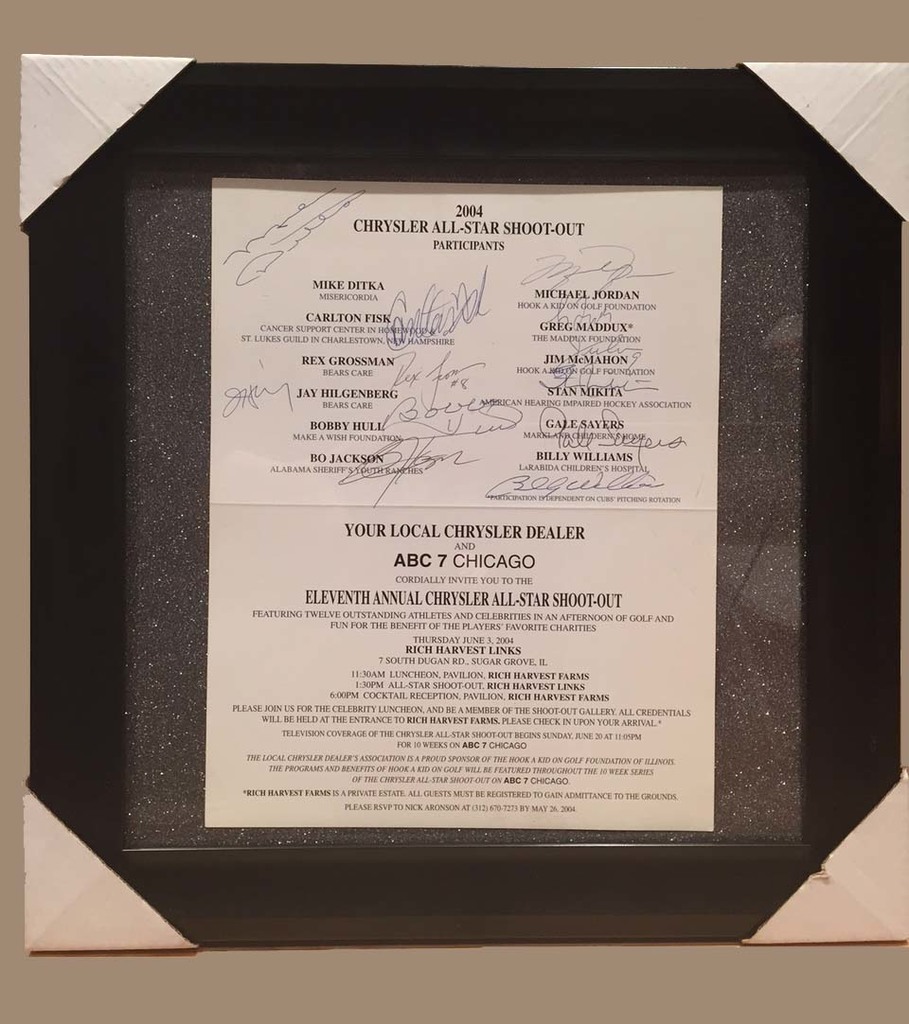 2004
CHRYSLER ALL-STAR SHOOT-OUT
PARTICIPANTS
MIKE DITKA
MISERICORDIA
CARLTON FISK
CANCER SUPPORT CENTER IN HOMEWOOD &
ST. LUKES GUILD IN CHARLESTOWN, NEW HAMPSHIRE
REX GROSSMAN
BEARS CARE
Rex
#8
JAY HILGENBERG
BEARS CARE
BOBBY HULL
MAKE A WISH FOUNDATION
BO JACKSON
ALABAMA SHERIFF'S YOUTH RANCHES
MICHAEL JORDAN
HOOK A KID ON GOLF FOUNDATION
GREG MADDUX*
THE MADDUX FOUNDATION
JIM McMAHON
HOOK A KID ON GOLF FOUNDATION
STAN MIKITA
AMERICAN HEARING IMPAIRED HOCKEY ASSOCIATION
GALE SAYERS
MARKLAND CHILDERN'S HOME
Gale Sayers
BILLY WILLIAMS
LARABIDA CHILDREN'S HOSPITAL
Billy Williams
*PARTICIPATION IS DEPENDENT ON CUBS' PITCHING ROTATION
YOUR LOCAL CHRYSLER DEALER
AND
ABC 7 CHICAGO
CORDIALLY INVITE YOU TO THE
ELEVENTH ANNUAL CHRYSLER ALL-STAR SHOOT-OUT
FEATURING TWELVE OUTSTANDING ATHLETES AND CELEBRITIES IN AN AFTERNOON OF GOLF AND
FUN FOR THE BENEFIT OF THE PLAYERS' FAVORITE CHARITIES
THURSDAY JUNE 3, 2004
RICH HARVEST LINKS
7 SOUTH DUGAN RD., SUGAR GROVE, IL
11:30AM LUNCHEON, PAVILION, RICH HARVEST FARMS
1:30PM ALL-STAR SHOOT-OUT, RICH HARVEST LINKS
6:00PM COCKTAIL RECEPTION, PAVILION, RICH HARVEST FARMS
PLEASE JOIN US FOR THE CELEBRITY LUNCHEON, AND BE A MEMBER OF THE SHOOT-OUT GALLERY. ALL CREDENTIALS
WILL BE HELD AT THE ENTRANCE TO RICH HARVEST FARMS. PLEASE CHECK IN UPON YOUR ARRIVAL.*
TELEVISION COVERAGE OF THE CHRYSLER ALL-STAR SHOOT-OUT BEGINS SUNDAY, JUNE 20 AT 11:05PM
FOR 10 WEEKS ON ABC 7 CHICAGO
THE LOCAL CHRYSLER DEALER'S ASSOCIATION IS A PROUD SPONSOR OF THE HOOK A KID ON GOLF FOUNDATION OF ILLINOIS.
THE PROGRAMS AND BENEFITS OF HOOK A KID ON GOLF WILL BE FEATURED THROUGHOUT THE 10 WEEK SERIES
OF THE CHRYSLER ALL-STAR SHOOT-OUT ON ABC 7 CHICAGO.
*RICH HARVEST FARMS IS A PRIVATE ESTATE. ALL GUESTS MUST BE REGISTERED TO GAIN ADMITTANCE TO THE GROUNDS.
PLEASE RSVP TO NICK ARONSON AT (312) 670-7273 BY MAY 26, 2004.